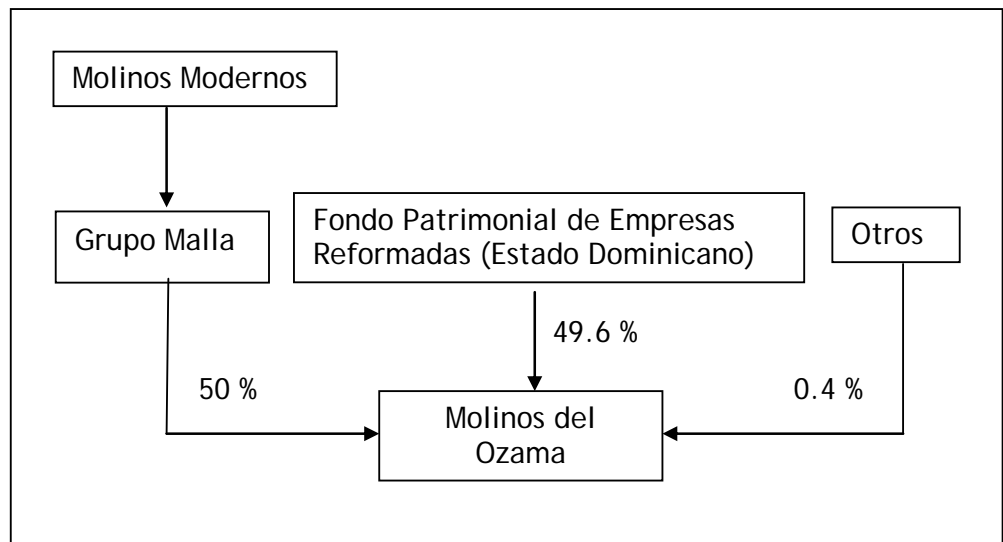 Molinos Modernos
Grupo Malla
Fondo Patrimonial de Empresas
Reformadas (Estado Dominicano)
Otros
49.6 %
50 %
0.4 %
Molinos del
Ozama